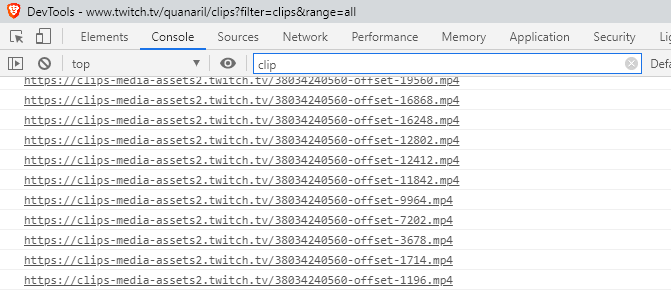 DevTools - www.twitch.tv/quanaril/clips?filter=clips&range=all
Elements Console Sources Network Performance Memory Application Security Lig
top clip Defa
https://clips-media-assets2.twitch.tv/38034240560-offset-19560.mp4
https://clips-media-assets2.twitch.tv/38034240560-offset-16868.mp4
https://clips-media-assets2.twitch.tv/38034240560-offset-16248.mp4
https://clips-media-assets2.twitch.tv/38034240560-offset-12802.mp4
https://clips-media-assets2.twitch.tv/38034240560-offset-12412.mp4
https://clips-media-assets2.twitch.tv/38034240560-offset-11842.mp4
https://clips-media-assets2.twitch.tv/38034240560-offset-9964.mp4
https://clips-media-assets2.twitch.tv/38034240560-offset-7202.mp4
https://clips-media-assets2.twitch.tv/38034240560-offset-3678.mp4
https://clips-media-assets2.twitch.tv/38034240560-offset-1714.mp4
https://clips-media-assets2.twitch.tv/38034240560-offset-1196.mp4